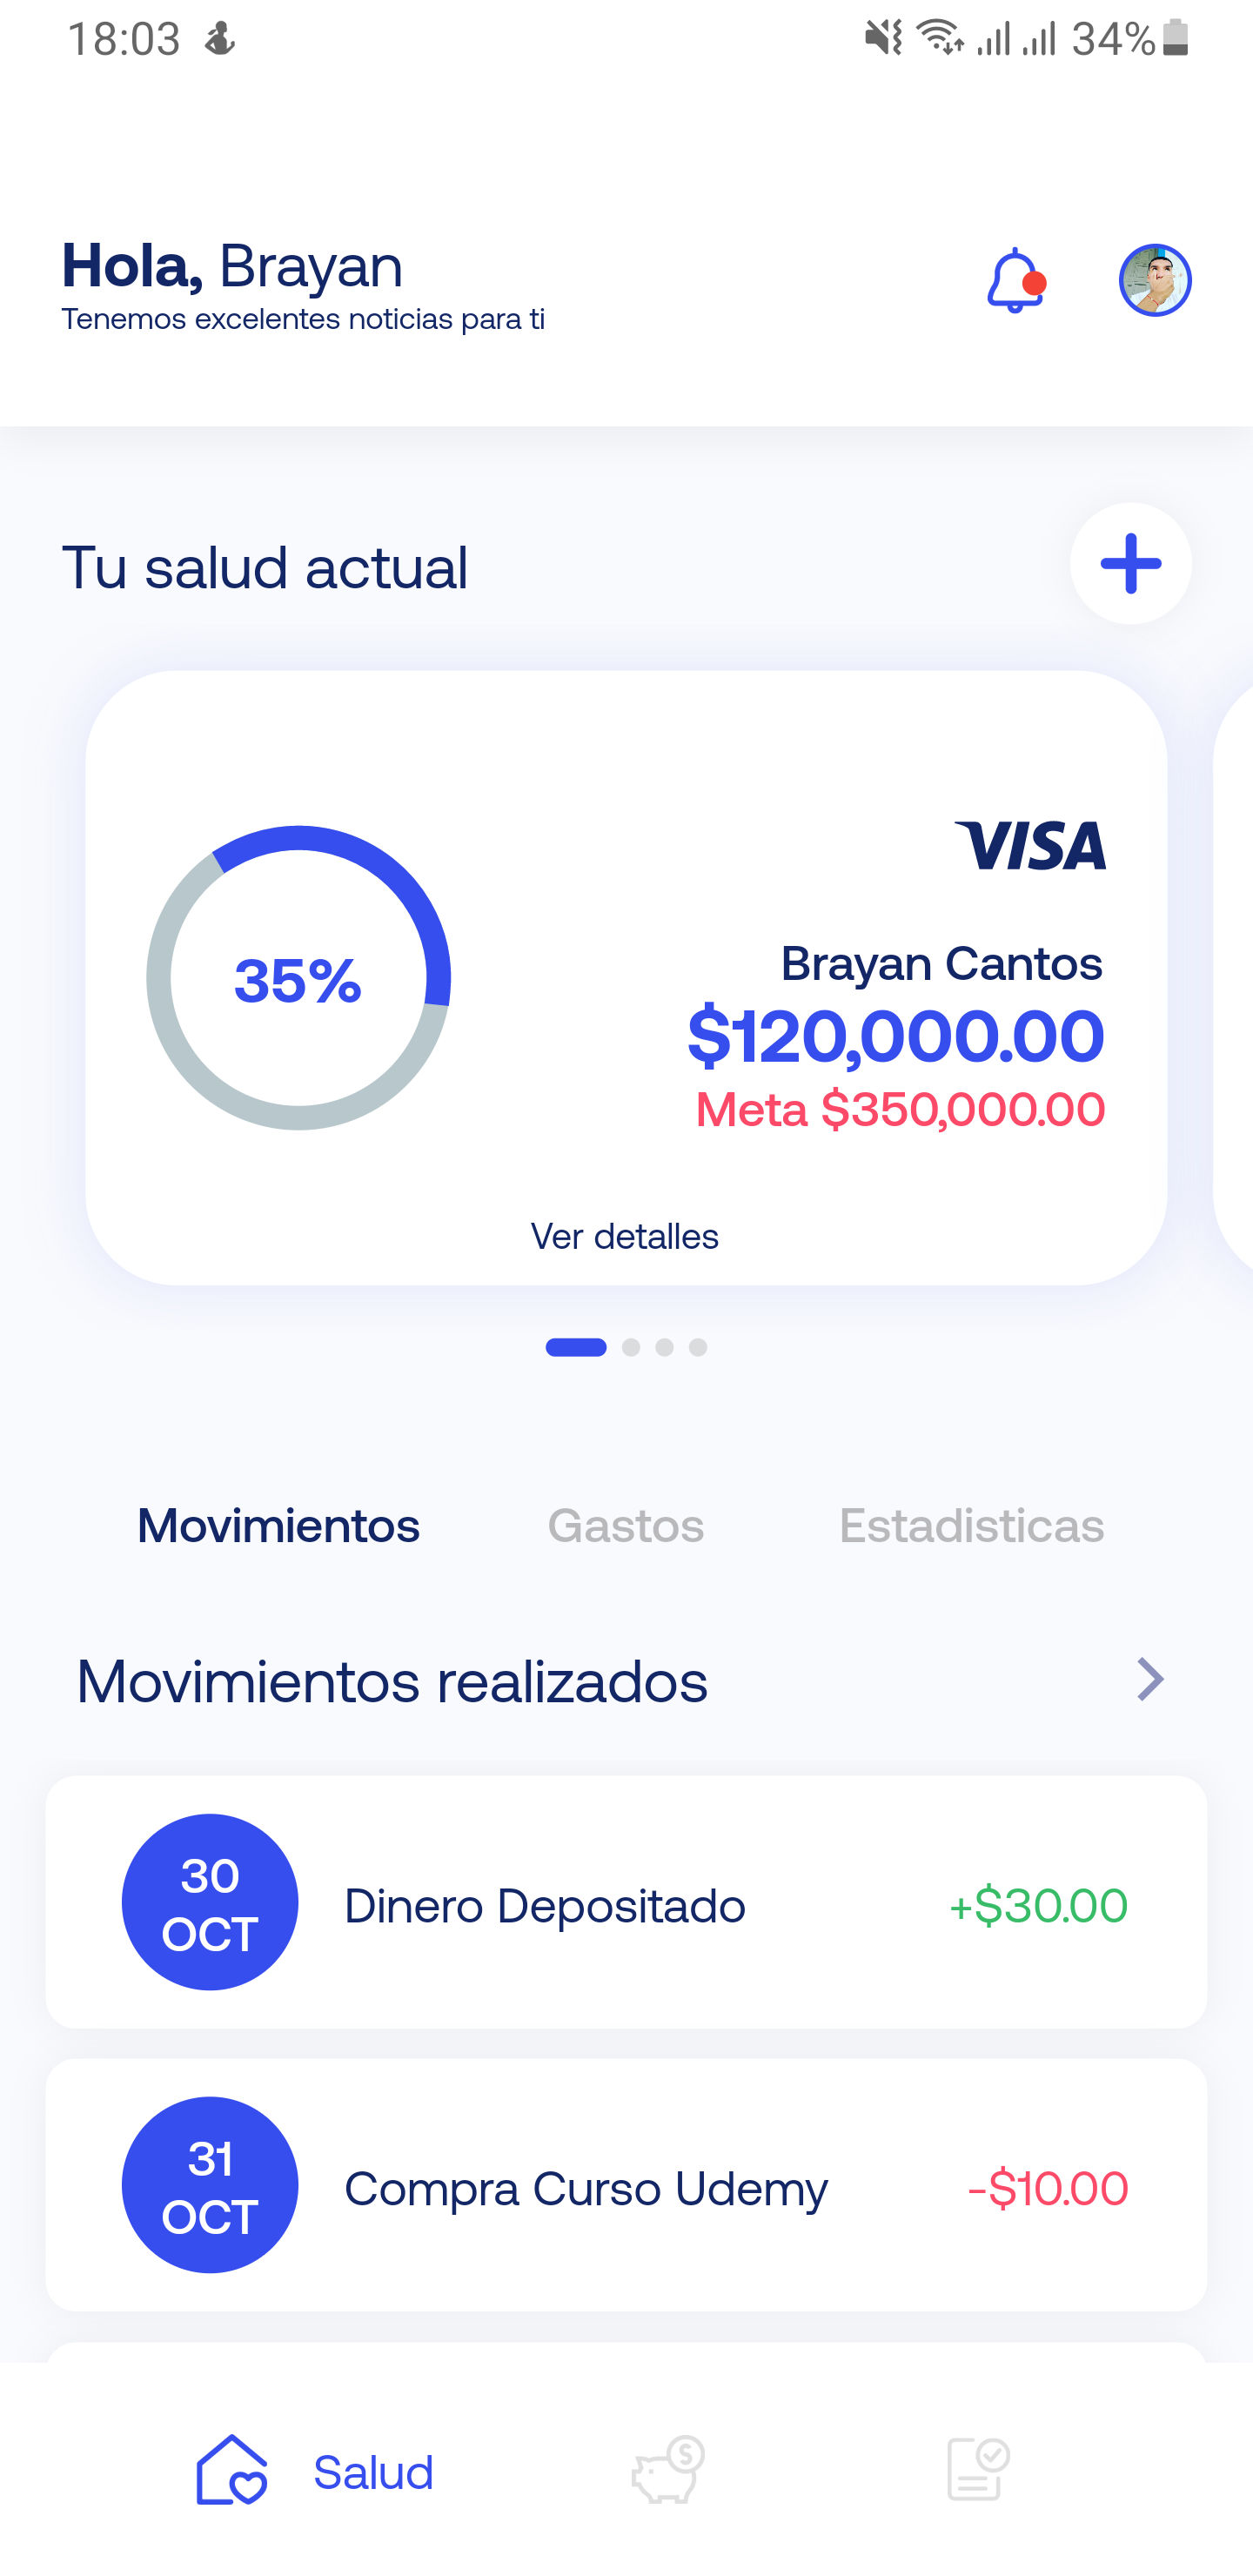 18:03
34%
Hola, Brayan
Tenemos excelentes noticias para ti
Tu salud actual
VISA
35%
Brayan Cantos
$120,000.00
Meta $350,000.00
Ver detalles
Movimientos Gastos Estadisticas
Movimientos realizados
30
OCT
Dinero Depositado +$30.00
31
OCT
Compra Curso Udemy -$10.00
Salud